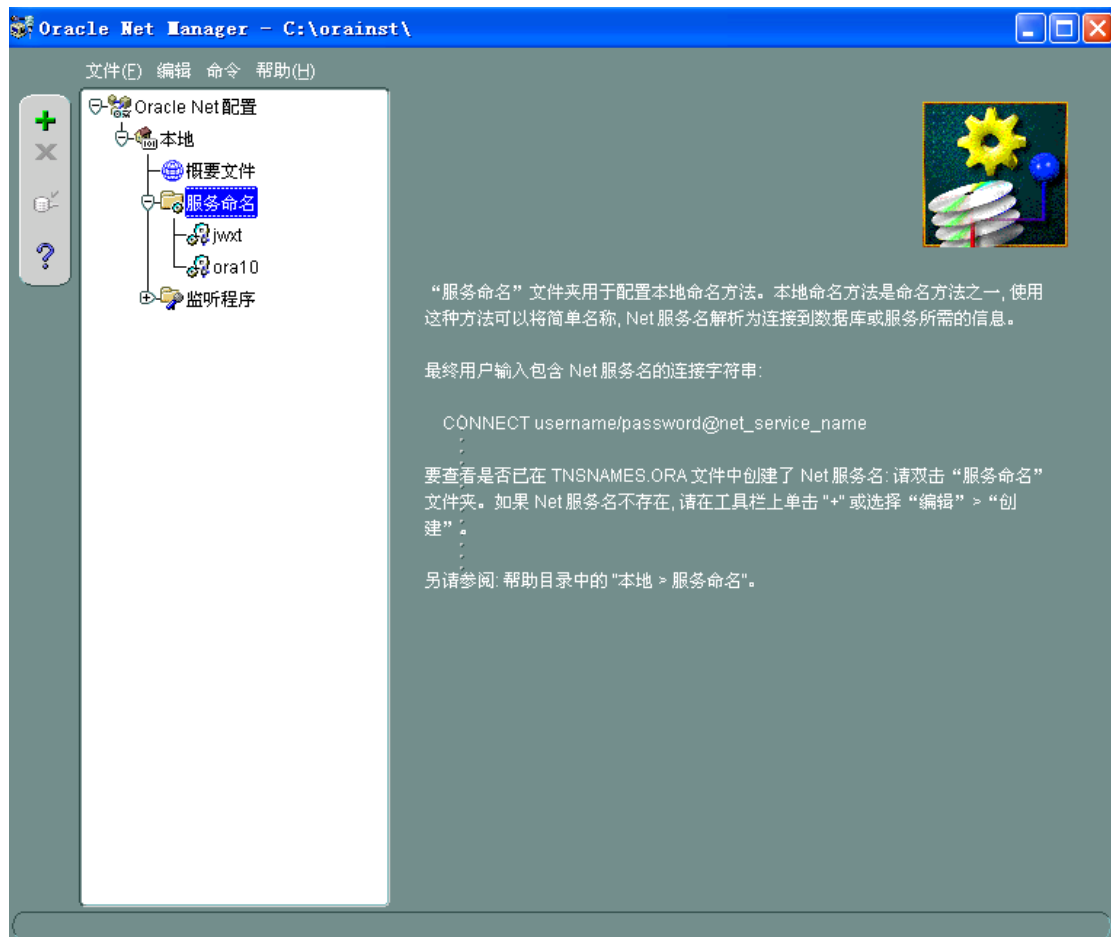 Oracle Net Manager - C:\orainst\
文件(F) 编辑 命令 帮助(H)
Oracle Net 配置
本地
概要文件
服务命名
jwxt
ora10
监听程序
“服务命名”文件夹用于配置本地命名方法。本地命名方法是命名方法之一, 使用
这种方法可以将简单名称, Net 服务名解析为连接到数据库或服务所需的信息。
最终用户输入包含 Net 服务名的连接字符串:
CONNECT username/password@net_service_name
要查看是否已在 TNSNAMES.ORA 文件中创建了 Net 服务名: 请双击“服务命名”
文件夹。如果 Net 服务名不存在, 请在工具栏上单击 "+" 或选择“编辑” > “创
建”。
另请参阅: 帮助目录中的 "本地 > 服务命名"。